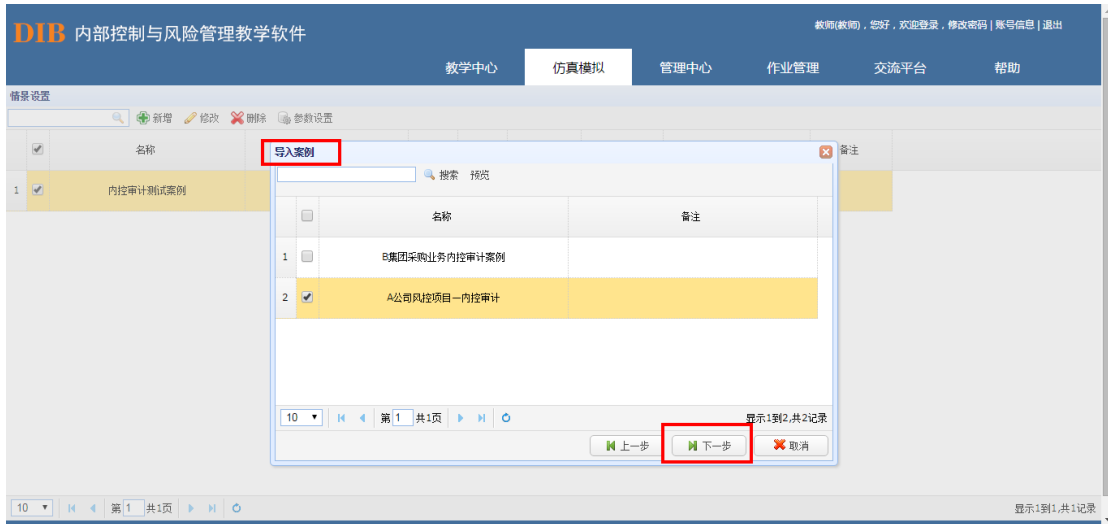 DIB 内部控制与风险管理教学软件
教师(教师)，您好，欢迎登录，修改密码 | 账号信息 | 退出
教学中心 仿真模拟 管理中心 作业管理 交流平台 帮助
情景设置
新增 修改 删除 参数设置
名称 备注
1 内控审计测试案例
导入案例
搜索 预览
名称 备注
1 B集团采购业务内控审计案例
2 A公司风控项目—内控审计
10 第 1 共1页 显示1到2,共2记录
上一步 下一步 取消
10 第 1 共1页 显示1到1,共1记录